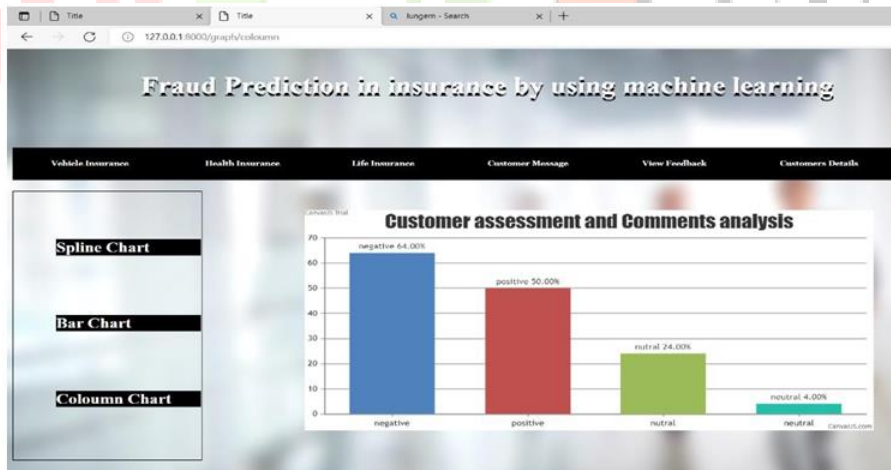 Title Title kungern - Search
127.0.0.1:8000/graph/coloumn
Fraud Prediction in insurance by using machine learning
Vehicle Insurance Health Insurance Life Insurance Customer Message View Feedback Customers Details
Spline Chart
Bar Chart
Coloumn Chart
CanvasJS Trial
Customer assessment and Comments analysis
70
60
50
40
30
20
10
0
negative 64.00%
positive 50.00%
nutral 24.00%
neutral 4.00%
negative positive nutral neutral
CanvasJS.com